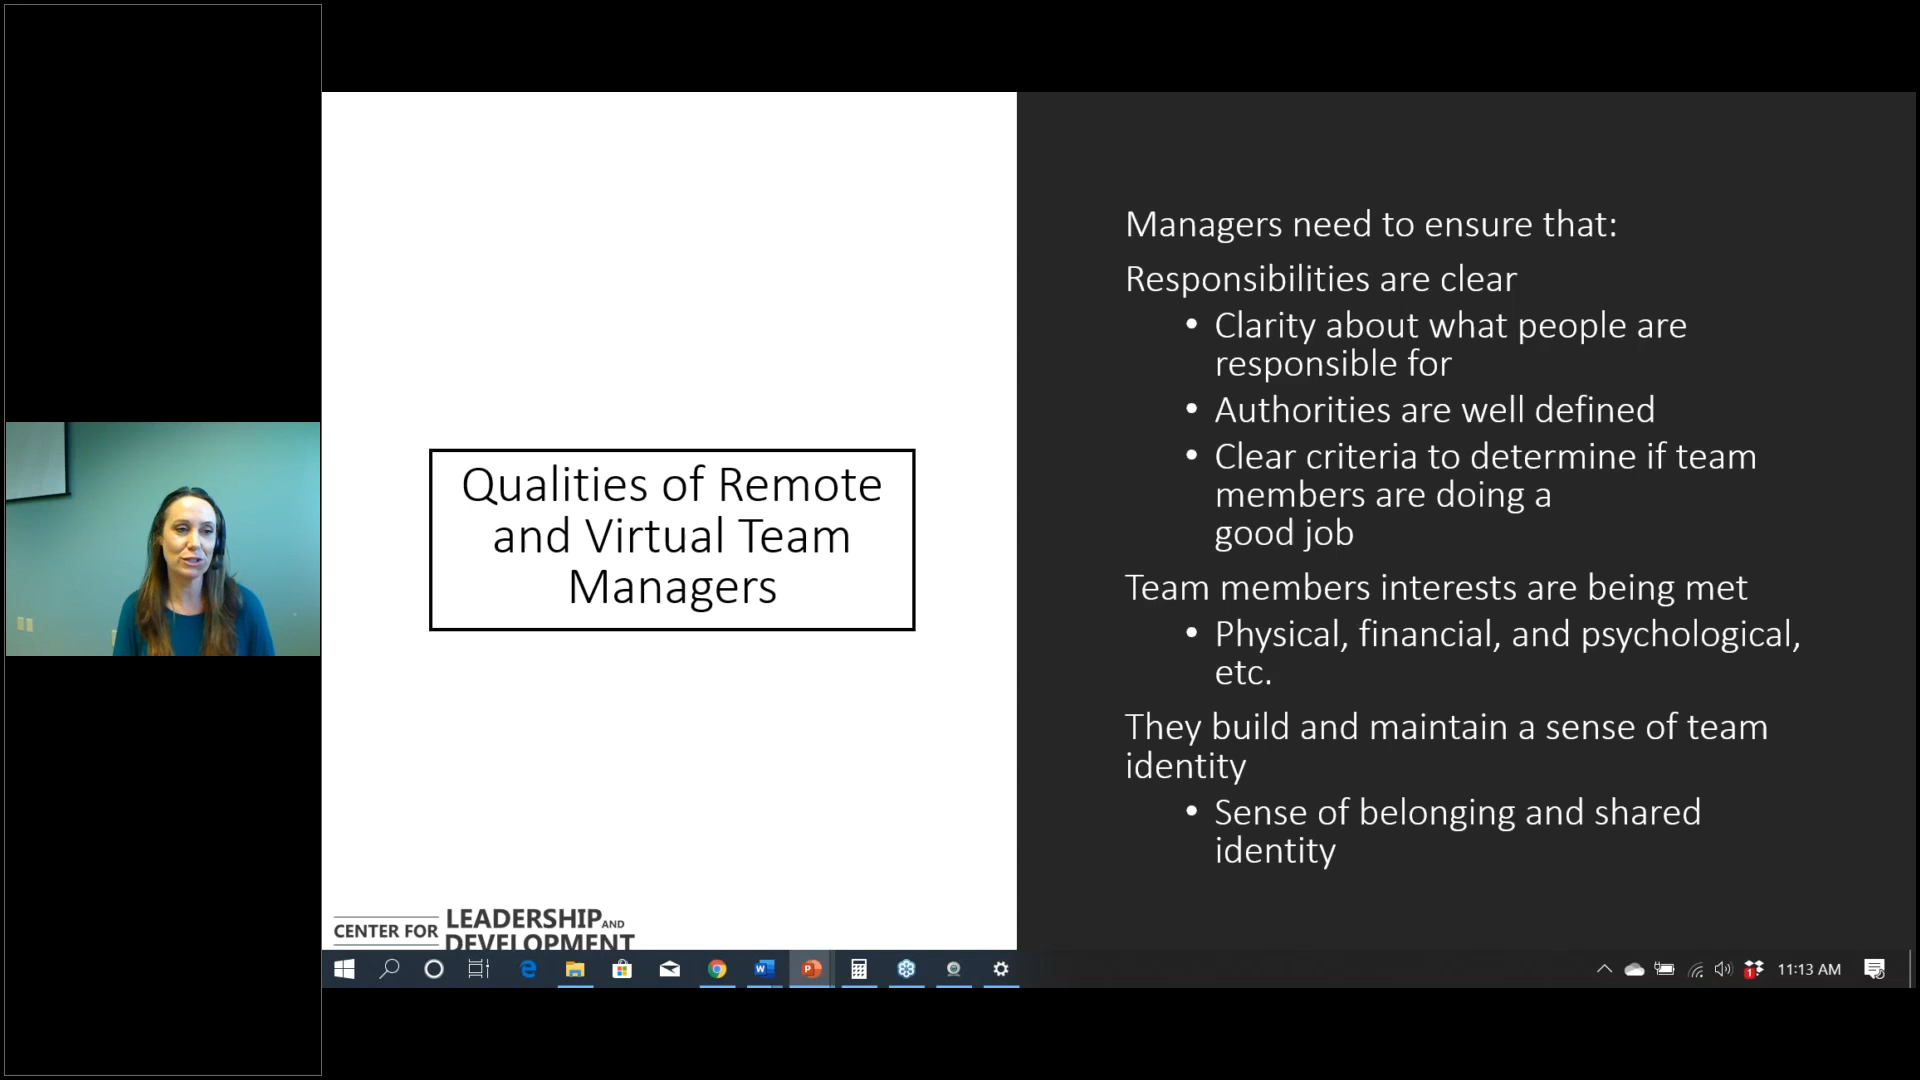 Qualities of Remote
and Virtual Team
Managers
CENTER FOR LEADERSHIP AND
DEVELOPMENT
Managers need to ensure that:
Responsibilities are clear
• Clarity about what people are
responsible for
• Authorities are well defined
• Clear criteria to determine if team
members are doing a
good job
Team members interests are being met
• Physical, financial, and psychological,
etc.
They build and maintain a sense of team
identity
• Sense of belonging and shared
identity
11:13 AM